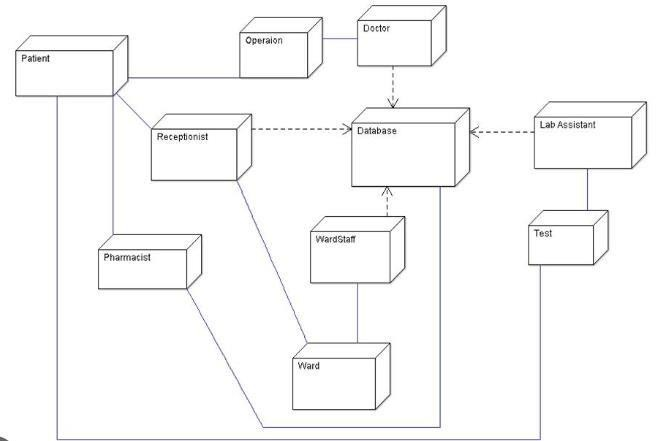 Operaion
Doctor
Patient
Receptionist
Database
Lab Assistant
WardStaff
Test
Pharmacist
Ward